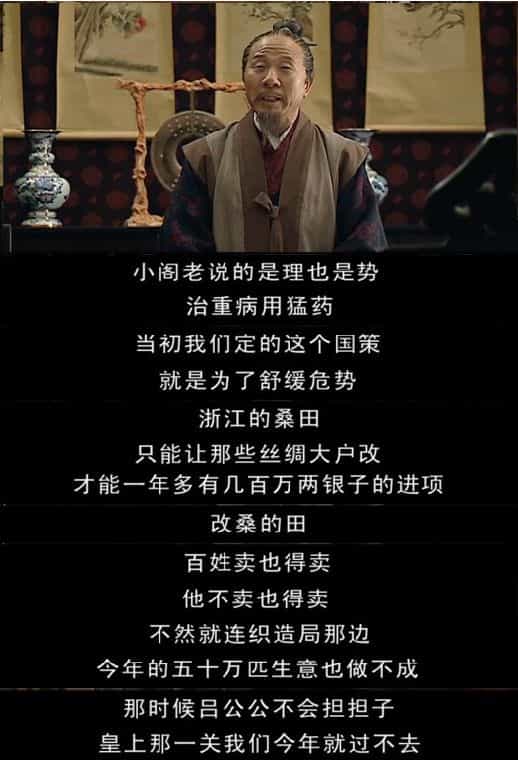 小阁老说的是理也是势
治重病用猛药
当初我们定的这个国策
就是为了舒缓危势
浙江的桑田
只能让那些丝绸大户改
才能一年多有几百万两银子的进项
改桑的田
百姓卖也得卖
他不卖也得卖
不然就连织造局那边
今年的五十万匹生意也做不成
那时候吕公公不会担担子
皇上那一关我们今年就过不去